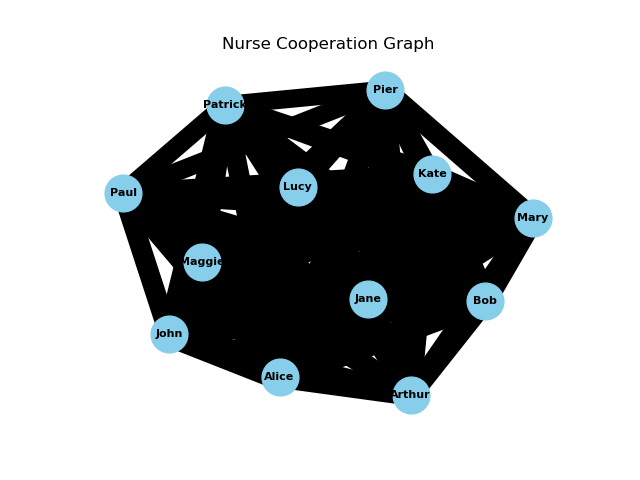 Nurse Cooperation Graph
Pier
Patrick
Kate
Lucy
Paul
Mary
Maggie
Jane
Bob
John
Alice
Arthur